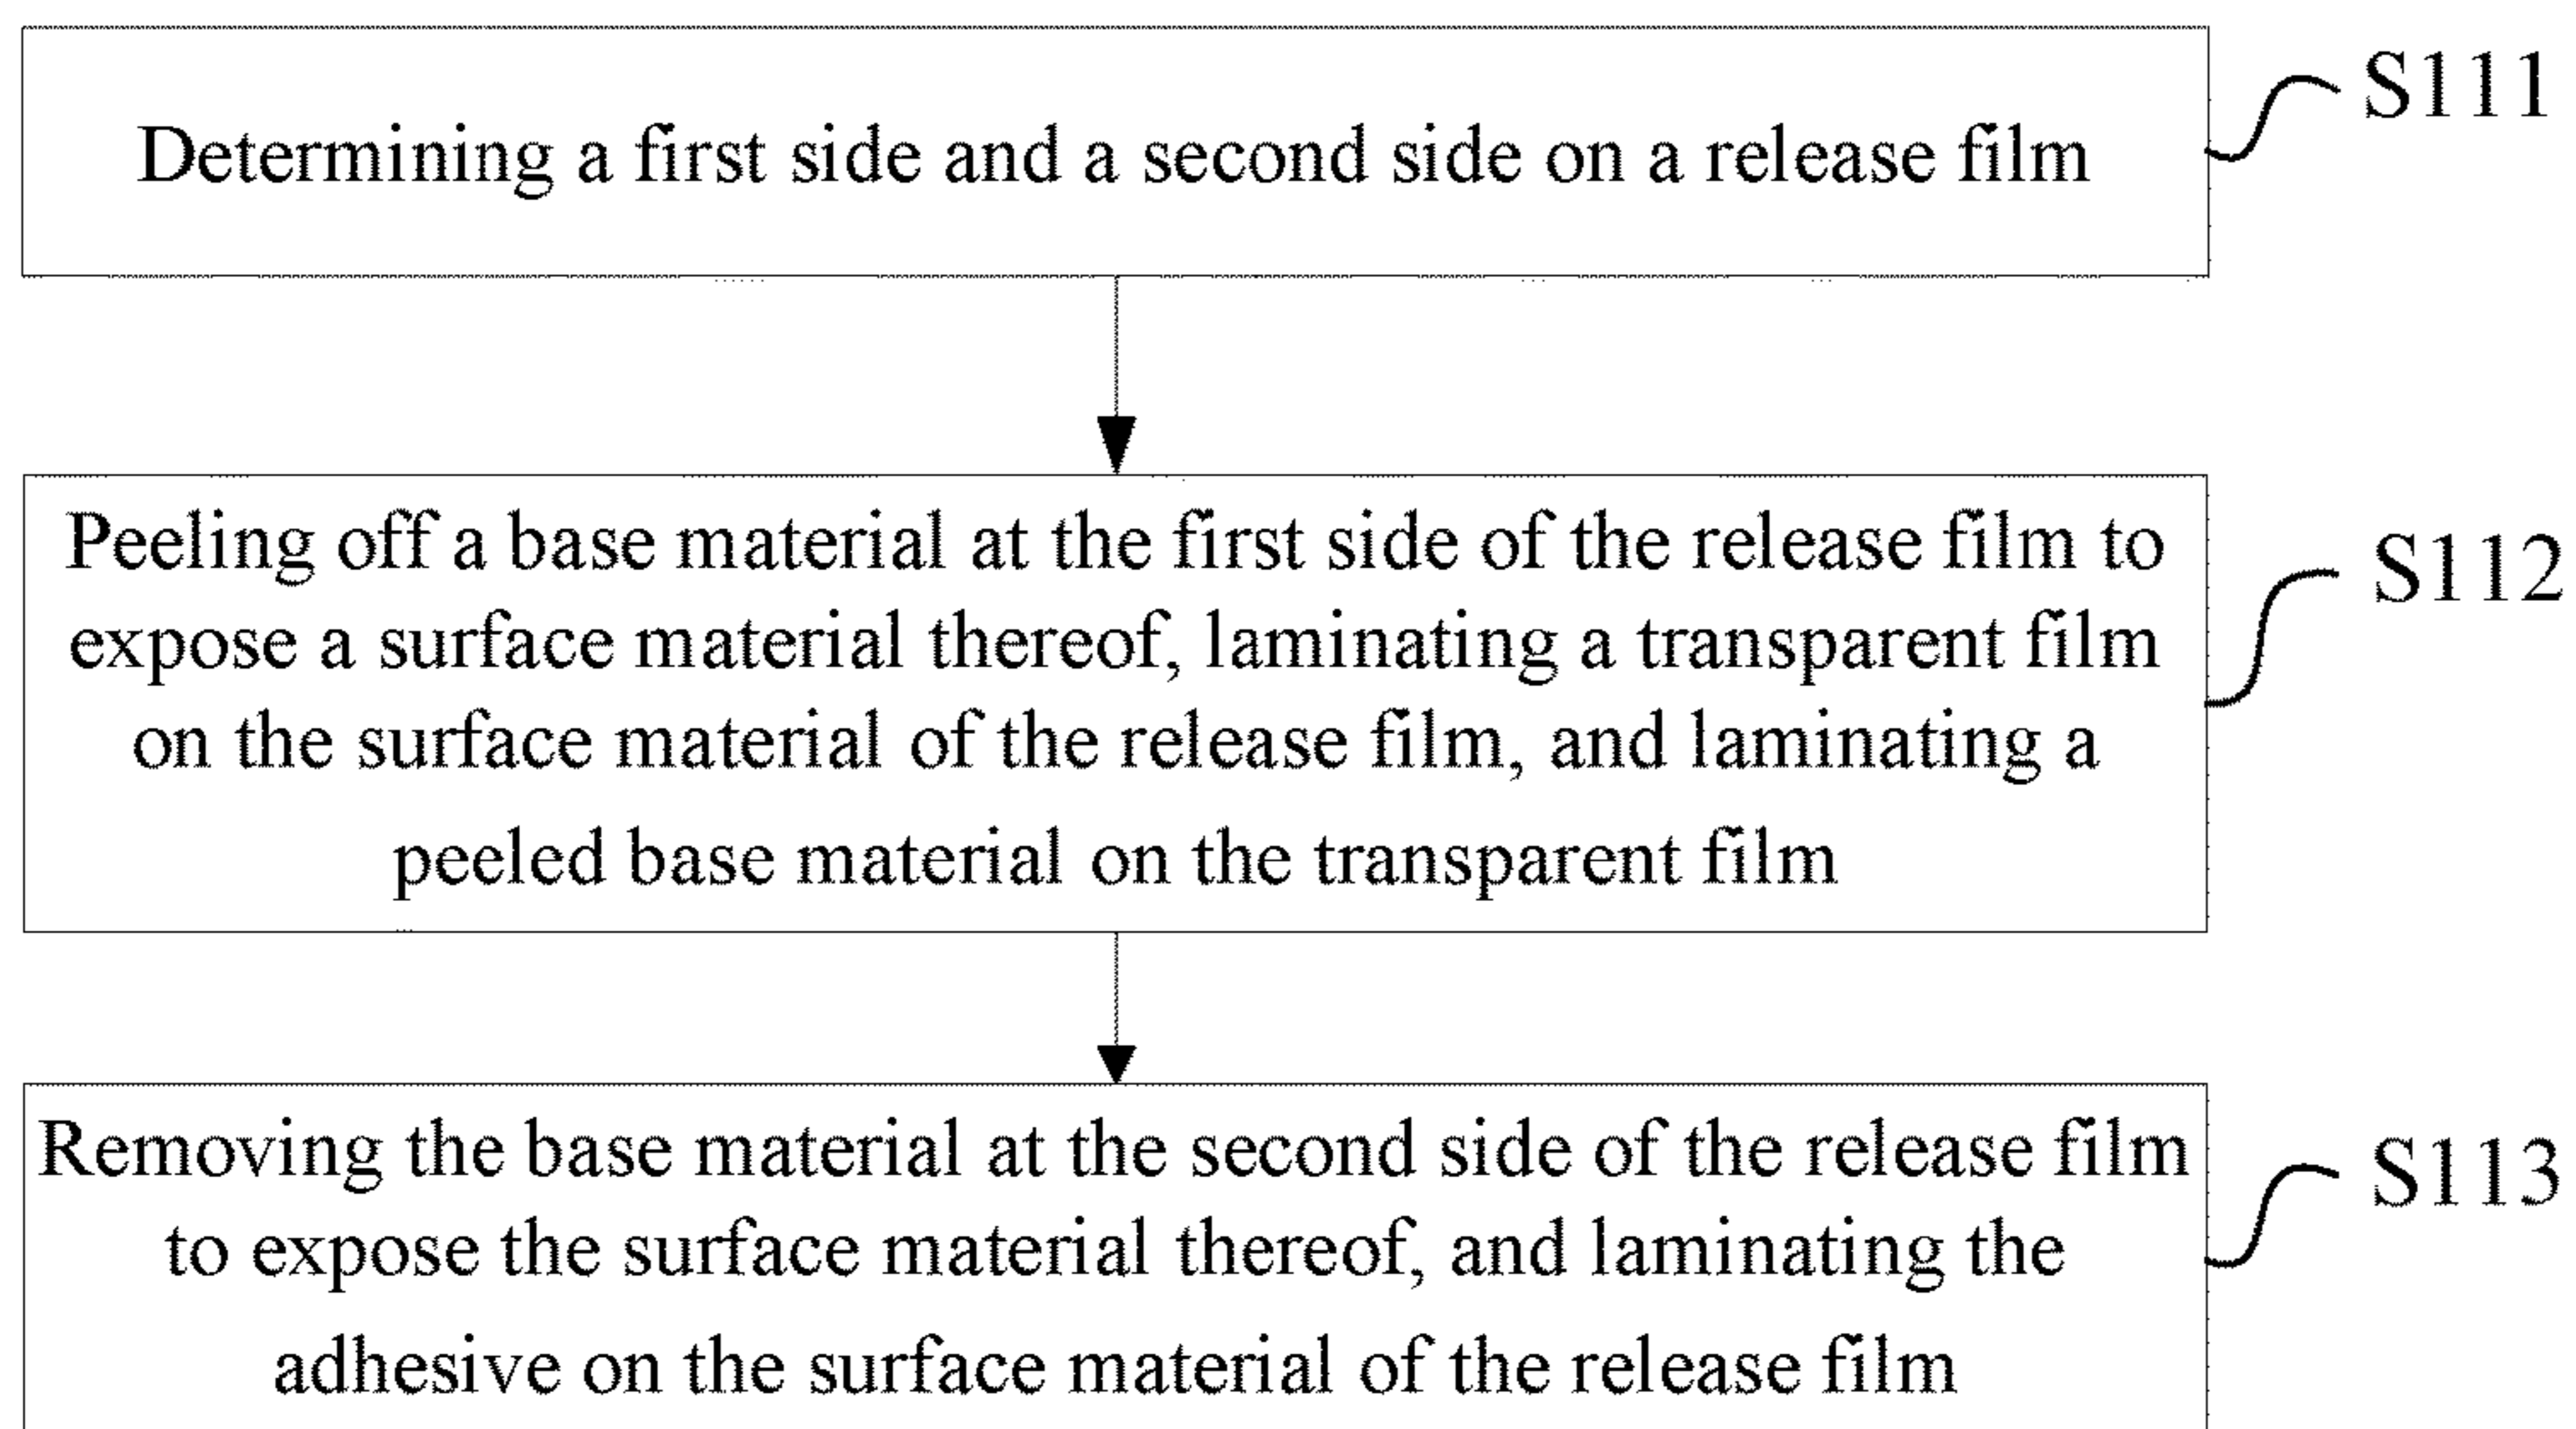 Determining a first side and a second side on a release film
S111
Peeling off a base material at the first side of the release film to
expose a surface material thereof, laminating a transparent film
on the surface material of the release film, and laminating a
peeled base material on the transparent film
S112
Removing the base material at the second side of the release film
to expose the surface material thereof, and laminating the
adhesive on the surface material of the release film
S113